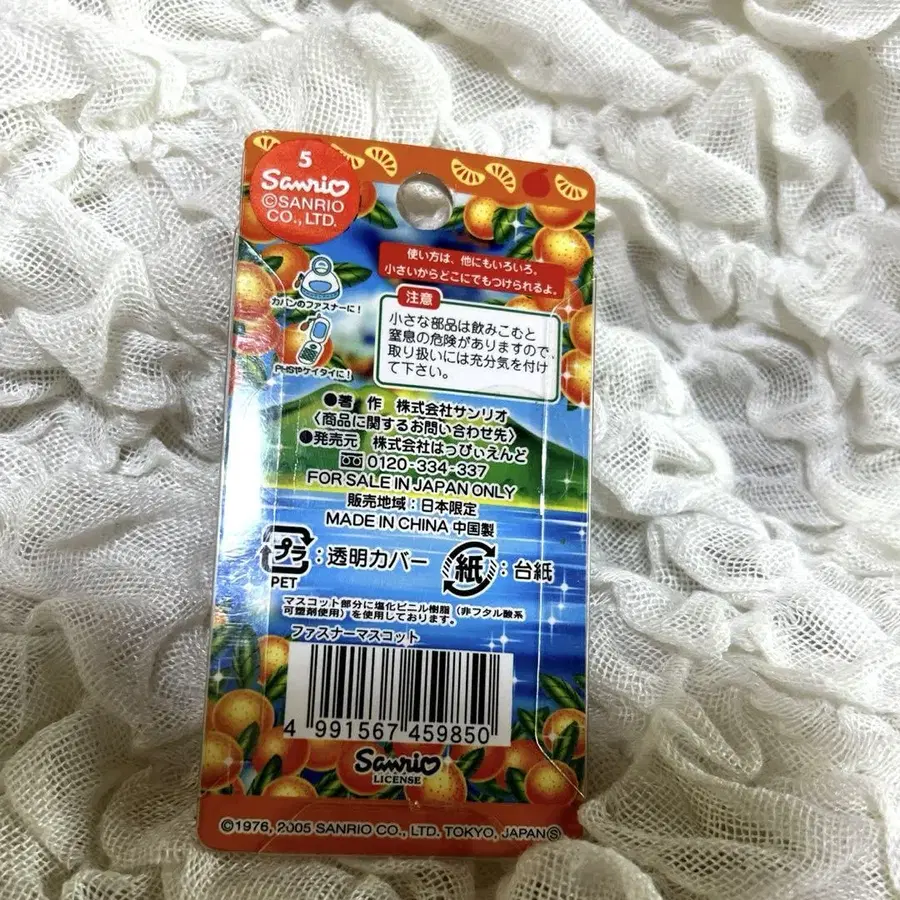 5
Sanrio
©SANRIO
CO., LTD.
使い方は、他にもいろいろ。
小さいからどこにでもつけられるよ。
カバンのファスナーに!
PHSやケイタイに!
注意
小さな部品は飲みこむと
窒息の危険がありますので、
取り扱いには充分気を付け
て下さい。
●著 作 株式会社サンリオ
〈商品に関するお問い合わせ先〉
●発売元 株式会社はっぴぃえんど
0120-334-337
FOR SALE IN JAPAN ONLY
販売地域：日本限定
MADE IN CHINA 中国製
プラ：透明カバー
PET
紙：台紙
マスコット部分に塩化ビニル樹脂（非フタル酸系
可塑剤使用）を使用しております。
ファスナーマスコット
4 991567 459850
Sanrio
LICENSE
©1976, 2005 SANRIO CO., LTD. TOKYO, JAPAN Ⓢ